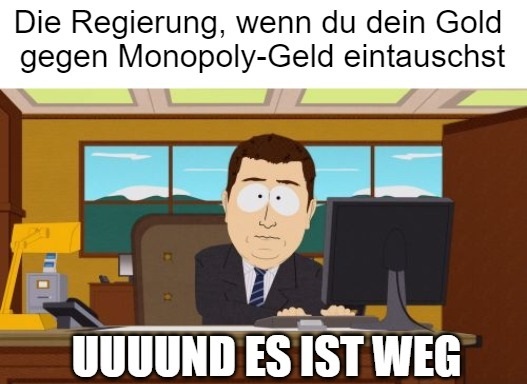 Die Regierung, wenn du dein Gold
gegen Monopoly-Geld eintauschst
UUUUND ES IST WEG